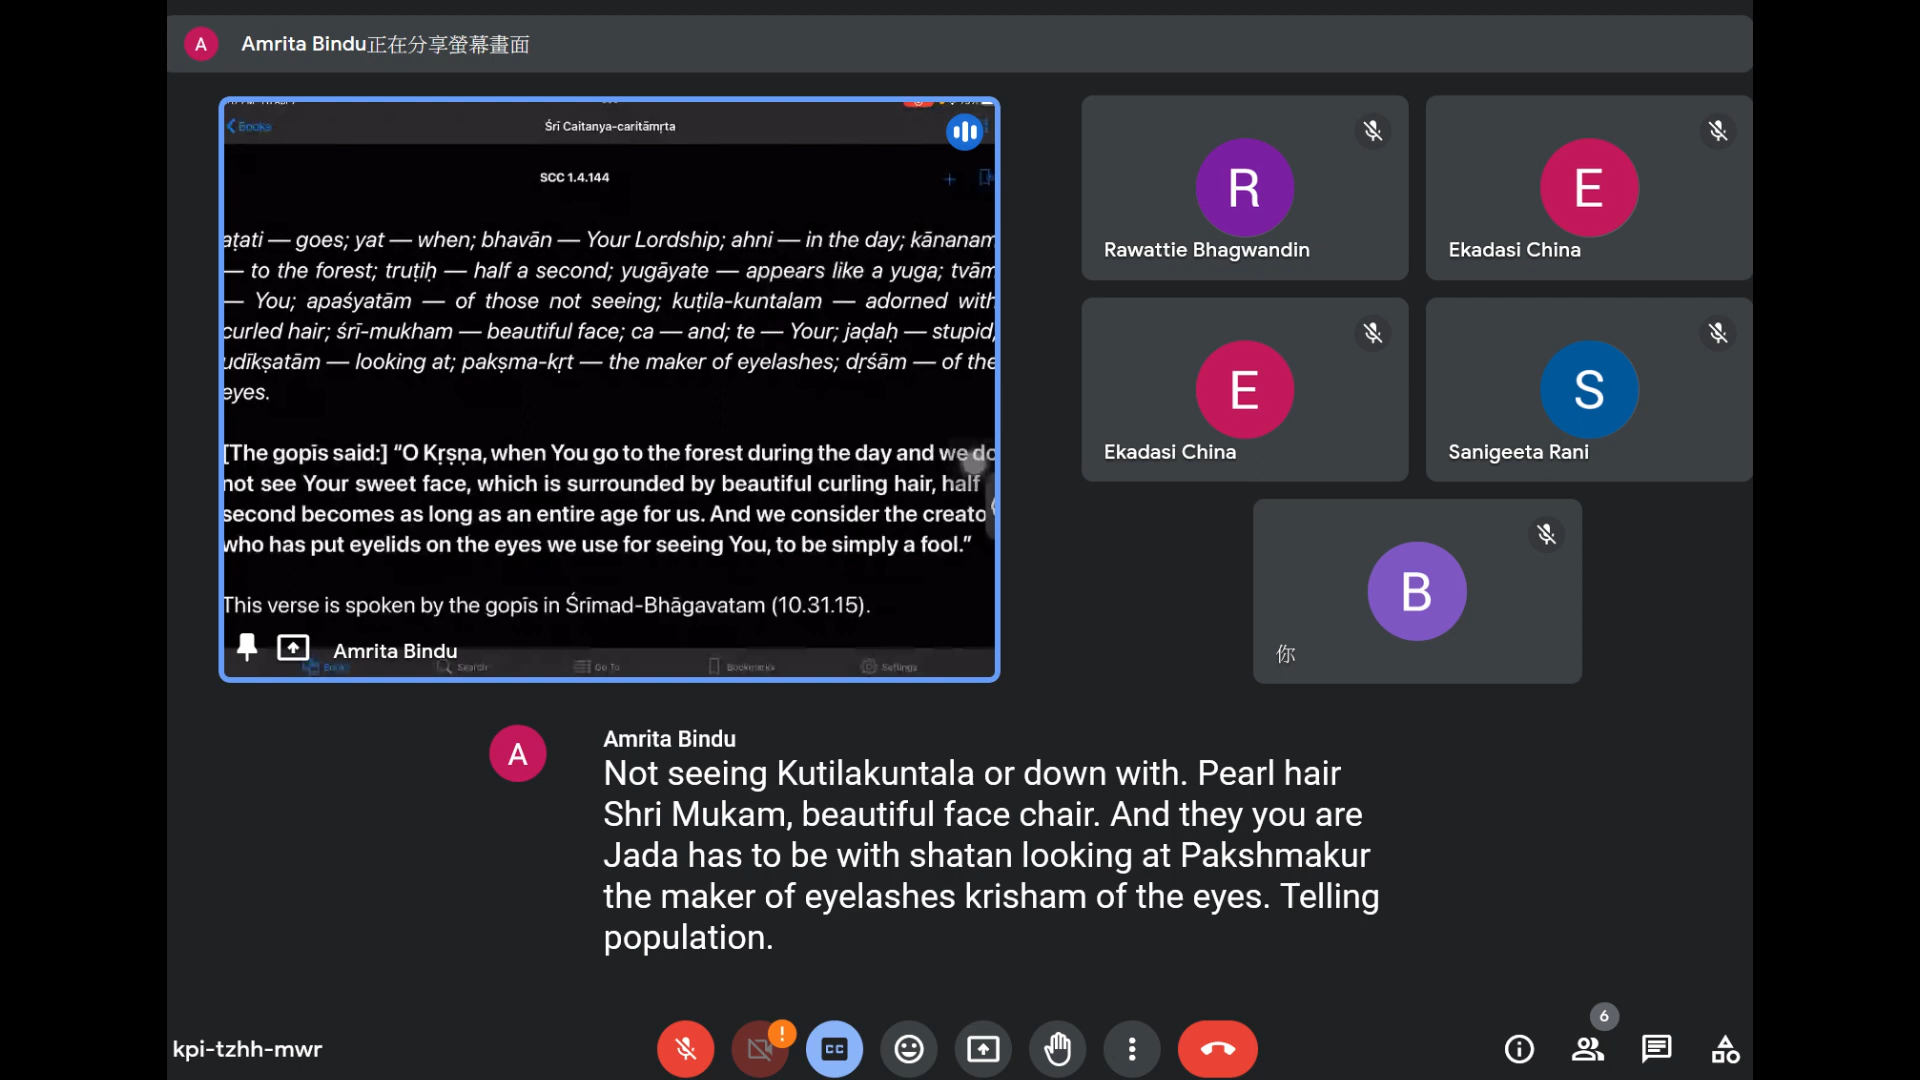 A
Amrita Bindu正在分享螢幕畫面
Books
Śrī Caitanya-caritāmṛta
SCC 1.4.144
aṭati — goes; yat — when; bhavān — Your Lordship; ahni — in the day; kānanam
— to the forest; truṭiḥ — half a second; yugāyate — appears like a yuga; tvām
— You; apaśyatām — of those not seeing; kuṭila-kuntalam — adorned with
curled hair; śrī-mukham — beautiful face; ca — and; te — Your; jaḍaḥ — stupid;
udīkṣatām — looking at; pakṣma-kṛt — the maker of eyelashes; dṛśām — of the
eyes.
[The gopīs said:] “O Kṛṣṇa, when You go to the forest during the day and we do
not see Your sweet face, which is surrounded by beautiful curling hair, half
second becomes as long as an entire age for us. And we consider the creato
who has put eyelids on the eyes we use for seeing You, to be simply a fool.”
This verse is spoken by the gopīs in Śrīmad-Bhāgavatam (10.31.15).
Amrita Bindu
Search
Go To
Bookmarks
Settings
R
Rawattie Bhagwandin
E
Ekadasi China
E
Ekadasi China
S
Sanigeeta Rani
B
你
A
Amrita Bindu
Not seeing Kutilakuntala or down with. Pearl hair
Shri Mukam, beautiful face chair. And they you are
Jada has to be with shatan looking at Pakshmakur
the maker of eyelashes krisham of the eyes. Telling
population.
kpi-tzhh-mwr
CC
6